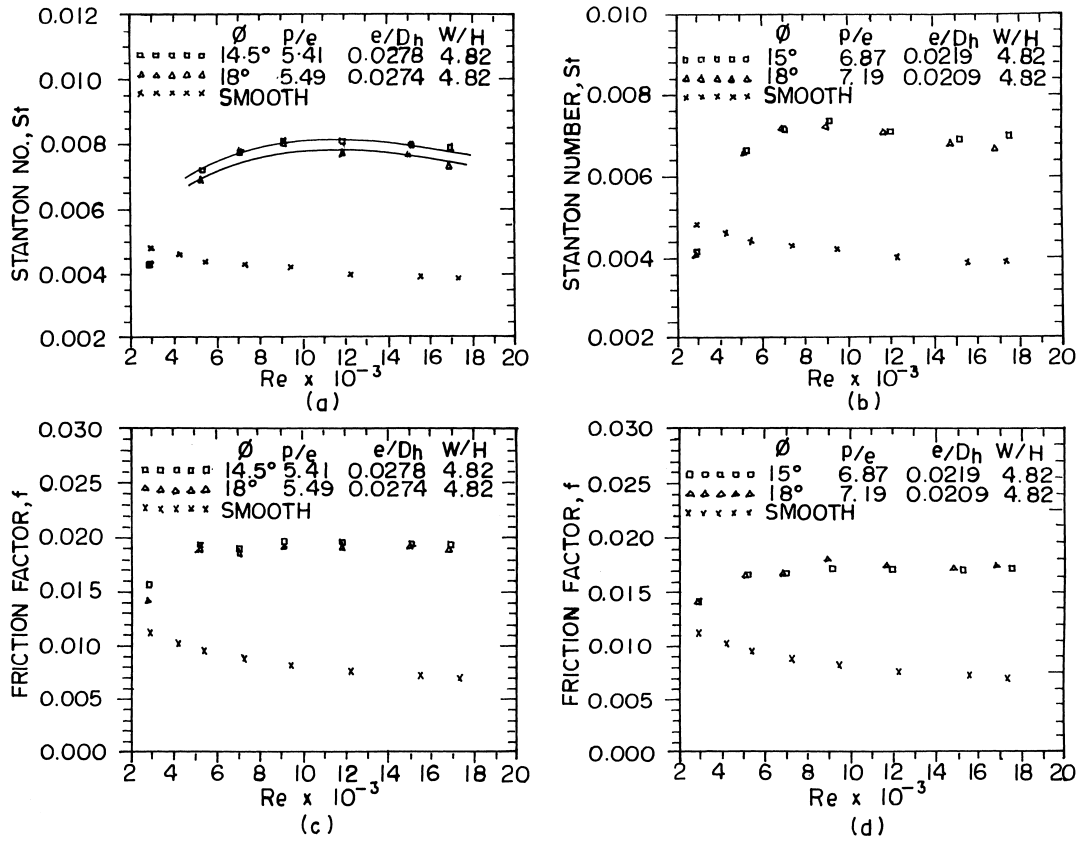 STANTON NO., St
0.012
0.010
0.008
0.006
0.004
0.002
Ø p/e e/Dh W/H
14.5° 5.41 0.0278 4.82
18° 5.49 0.0274 4.82
SMOOTH
2 4 6 8 10 12 14 16 18 20
Re x 10⁻³
(a)
STANTON NUMBER, St
0.010
0.008
0.006
0.004
0.002
Ø p/e e/Dh W/H
15° 6.87 0.0219 4.82
18° 7.19 0.0209 4.82
SMOOTH
2 4 6 8 10 12 14 16 18 20
Re x 10⁻³
(b)
FRICTION FACTOR, f
0.030
0.025
0.020
0.015
0.010
0.005
0.000
Ø p/e e/Dh W/H
14.5° 5.41 0.0278 4.82
18° 5.49 0.0274 4.82
SMOOTH
2 4 6 8 10 12 14 16 18 20
Re x 10⁻³
(c)
FRICTION FACTOR, f
0.030
0.025
0.020
0.015
0.010
0.005
0.000
Ø p/e e/Dh W/H
15° 6.87 0.0219 4.82
18° 7.19 0.0209 4.82
SMOOTH
2 4 6 8 10 12 14 16 18 20
Re x 10⁻³
(d)